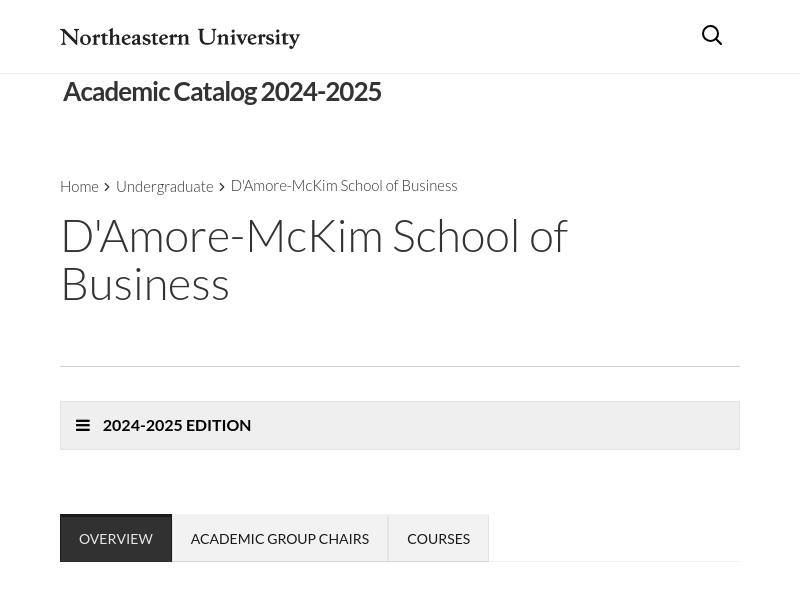 Northeastern University
Academic Catalog 2024-2025
Home › Undergraduate › D'Amore-McKim School of Business
D'Amore-McKim School of
Business
2024-2025 EDITION
OVERVIEW ACADEMIC GROUP CHAIRS COURSES